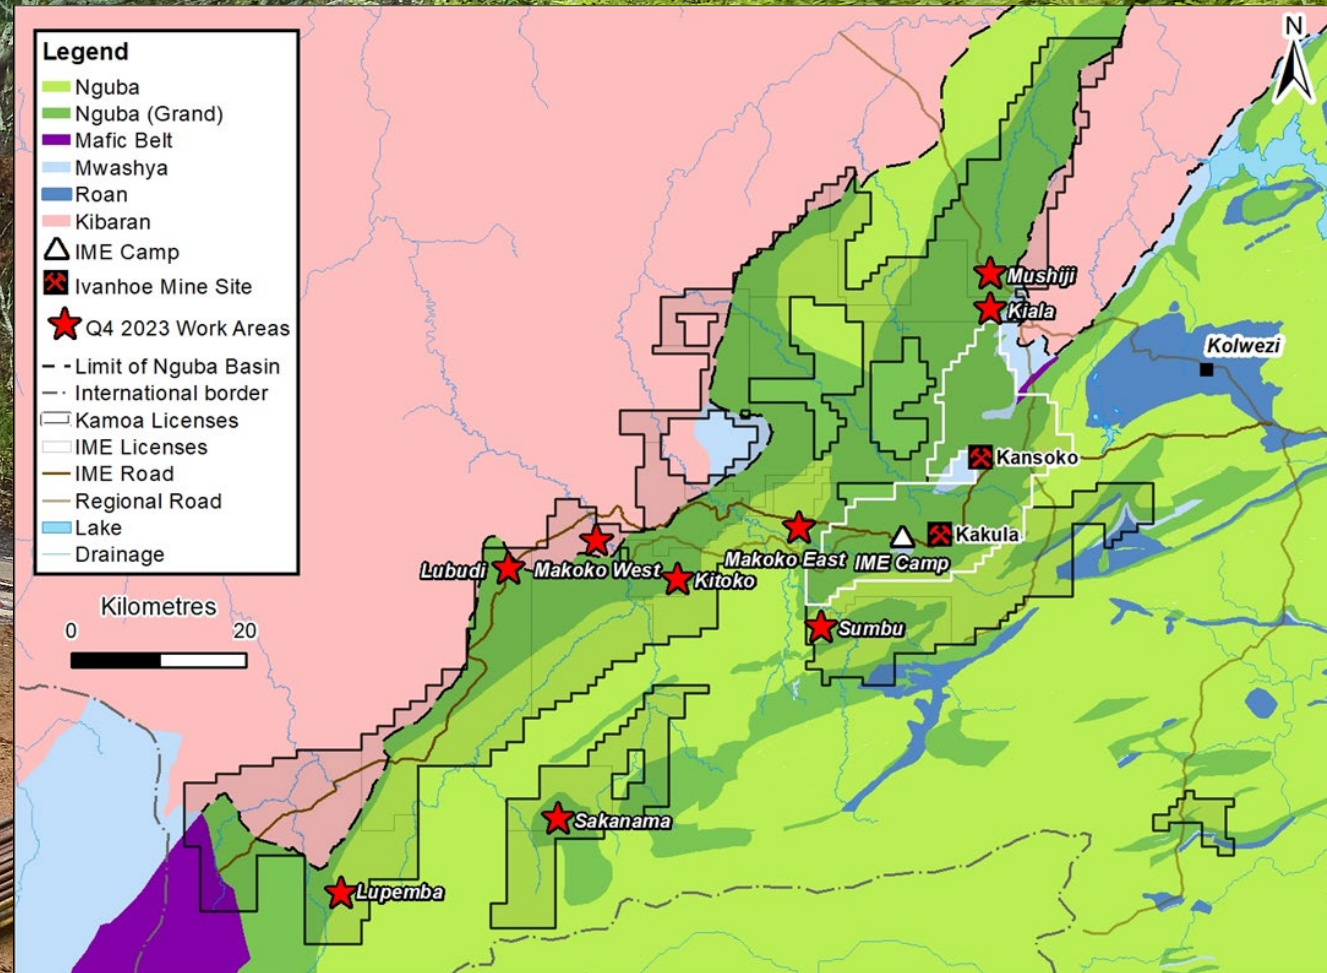 Legend
Nguba
Nguba (Grand)
Mafic Belt
Mwashya
Roan
Kibaran
IME Camp
Ivanhoe Mine Site
Q4 2023 Work Areas
Limit of Nguba Basin
International border
Kamoa Licenses
IME Licenses
IME Road
Regional Road
Lake
Drainage
Kilometres
0 20
N
Mushiji
Kiala
Kolwezi
Kansoko
Kakula
Makoko East
IME Camp
Lubudi
Makoko West
Kitoko
Sumbu
Sakanama
Lupemba